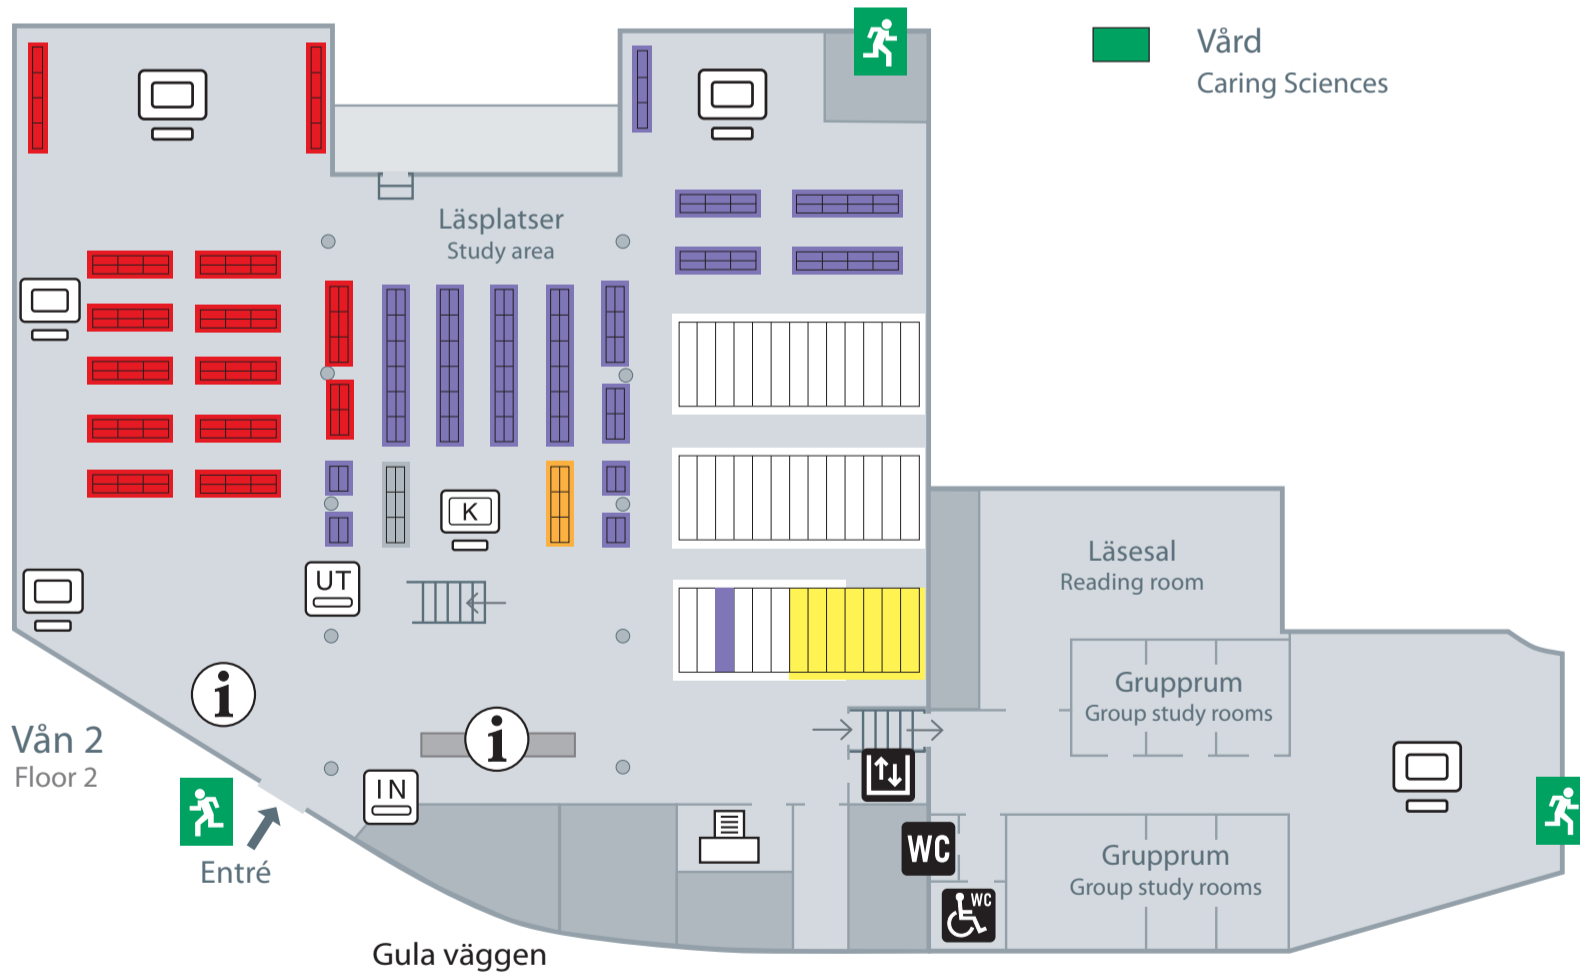 Vård
Caring Sciences
Läsplatser
Study area
K
UT
Läsesal
Reading room
Grupprum
Group study rooms
i
i
Vån 2
Floor 2
IN
Entré
WC
Grupprum
Group study rooms
WC
Gula väggen